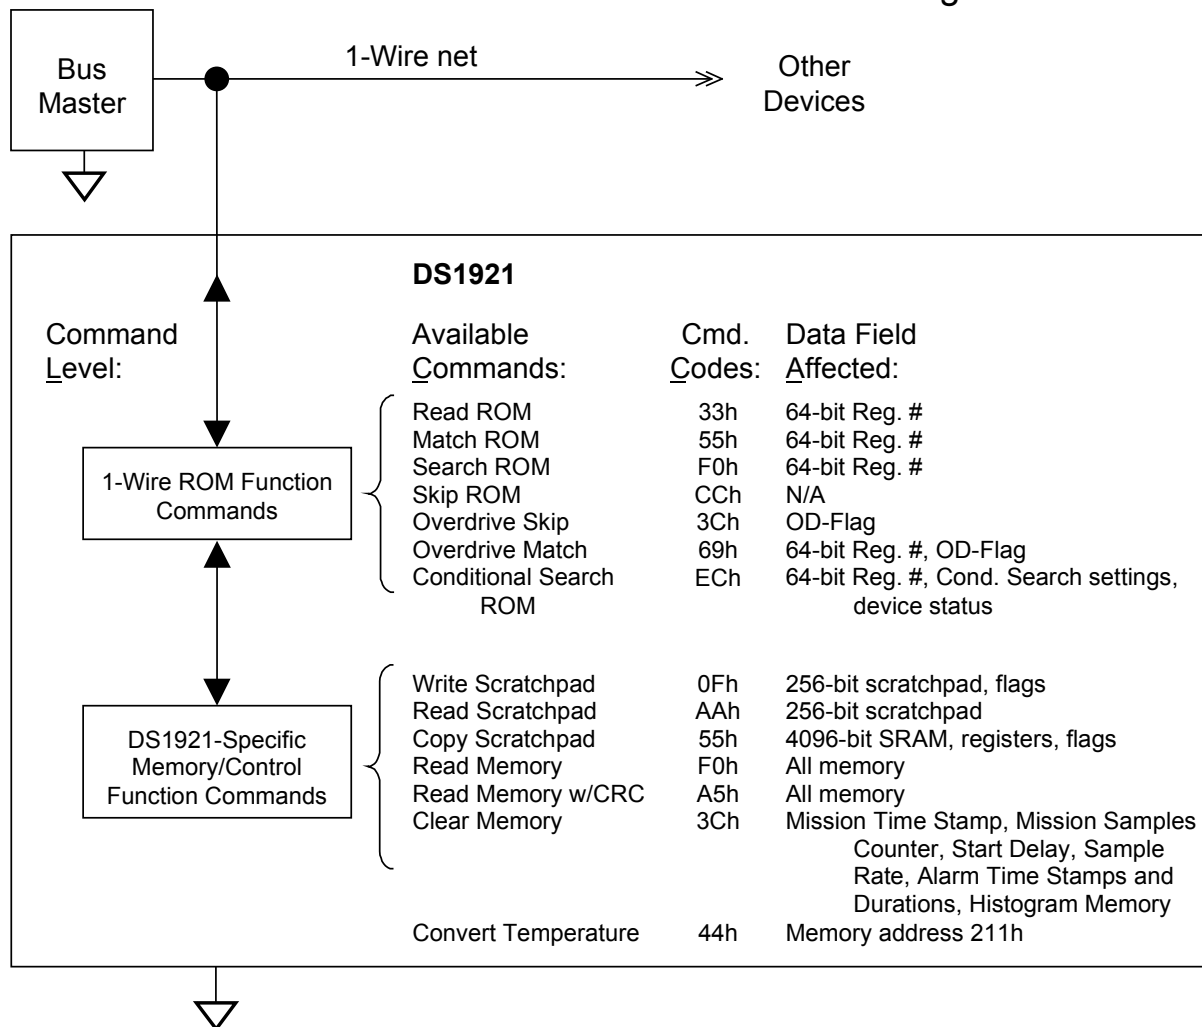 Bus
Master
1-Wire net
Other
Devices
DS1921
Command
Level:
Available
Commands:
Cmd.
Codes:
Data Field
Affected:
1-Wire ROM Function
Commands
Read ROM 33h 64-bit Reg. #
Match ROM 55h 64-bit Reg. #
Search ROM F0h 64-bit Reg. #
Skip ROM CCh N/A
Overdrive Skip 3Ch OD-Flag
Overdrive Match 69h 64-bit Reg. #, OD-Flag
Conditional Search ECh 64-bit Reg. #, Cond. Search settings,
ROM device status
DS1921-Specific
Memory/Control
Function Commands
Write Scratchpad 0Fh 256-bit scratchpad, flags
Read Scratchpad AAh 256-bit scratchpad
Copy Scratchpad 55h 4096-bit SRAM, registers, flags
Read Memory F0h All memory
Read Memory w/CRC A5h All memory
Clear Memory 3Ch Mission Time Stamp, Mission Samples
Counter, Start Delay, Sample
Rate, Alarm Time Stamps and
Durations, Histogram Memory
Convert Temperature 44h Memory address 211h